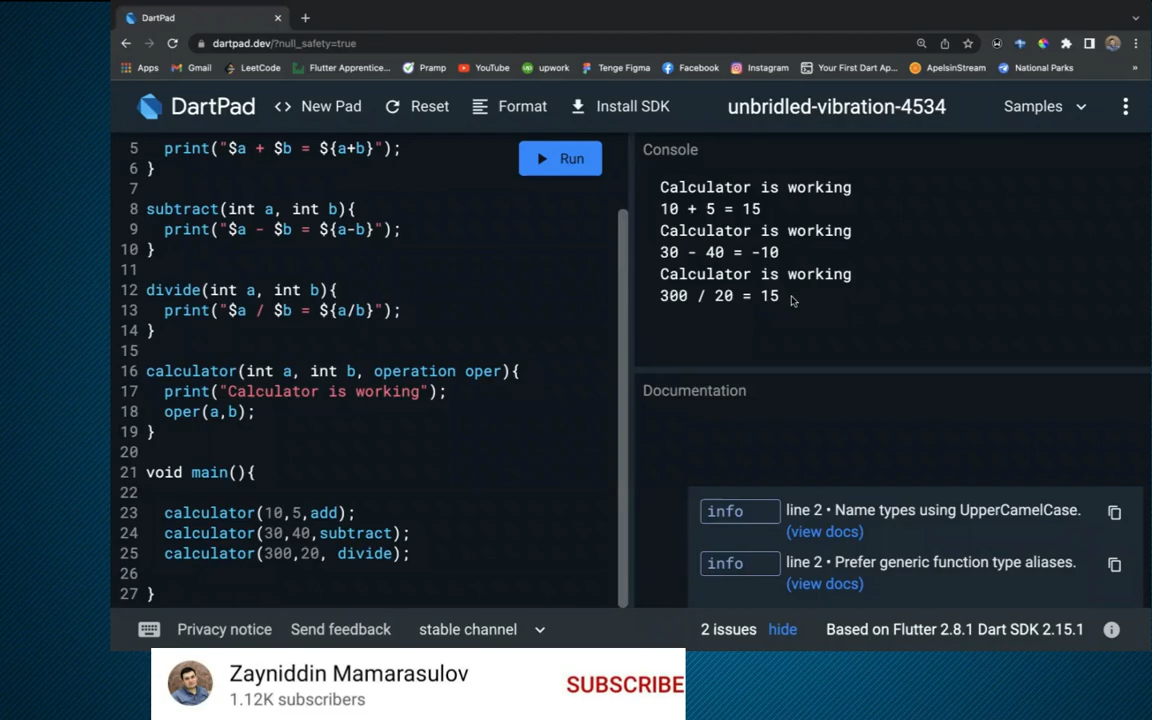 DartPad
dartpad.dev/?null_safety=true
Apps Gmail LeetCode Flutter Apprentice... Pramp YouTube upwork Tenge Figma Facebook Instagram Your First Dart Ap... ApelsinStream National Parks »
DartPad <> New Pad Reset Format Install SDK unbridled-vibration-4534 Samples
5 print("$a + $b = ${a+b}");
6 }
7
8 subtract(int a, int b){
9 print("$a - $b = ${a-b}");
10 }
11
12 divide(int a, int b){
13 print("$a / $b = ${a/b}");
14 }
15
16 calculator(int a, int b, operation oper){
17 print("Calculator is working");
18 oper(a,b);
19 }
20
21 void main(){
22
23 calculator(10,5,add);
24 calculator(30,40,subtract);
25 calculator(300,20, divide);
26
27 }
Run
Console
Calculator is working
10 + 5 = 15
Calculator is working
30 - 40 = -10
Calculator is working
300 / 20 = 15
Documentation
info line 2 • Name types using UpperCamelCase.
(view docs)
info line 2 • Prefer generic function type aliases.
(view docs)
Privacy notice Send feedback stable channel 2 issues hide Based on Flutter 2.8.1 Dart SDK 2.15.1
Zayniddin Mamarasulov
1.12K subscribers
SUBSCRIBE